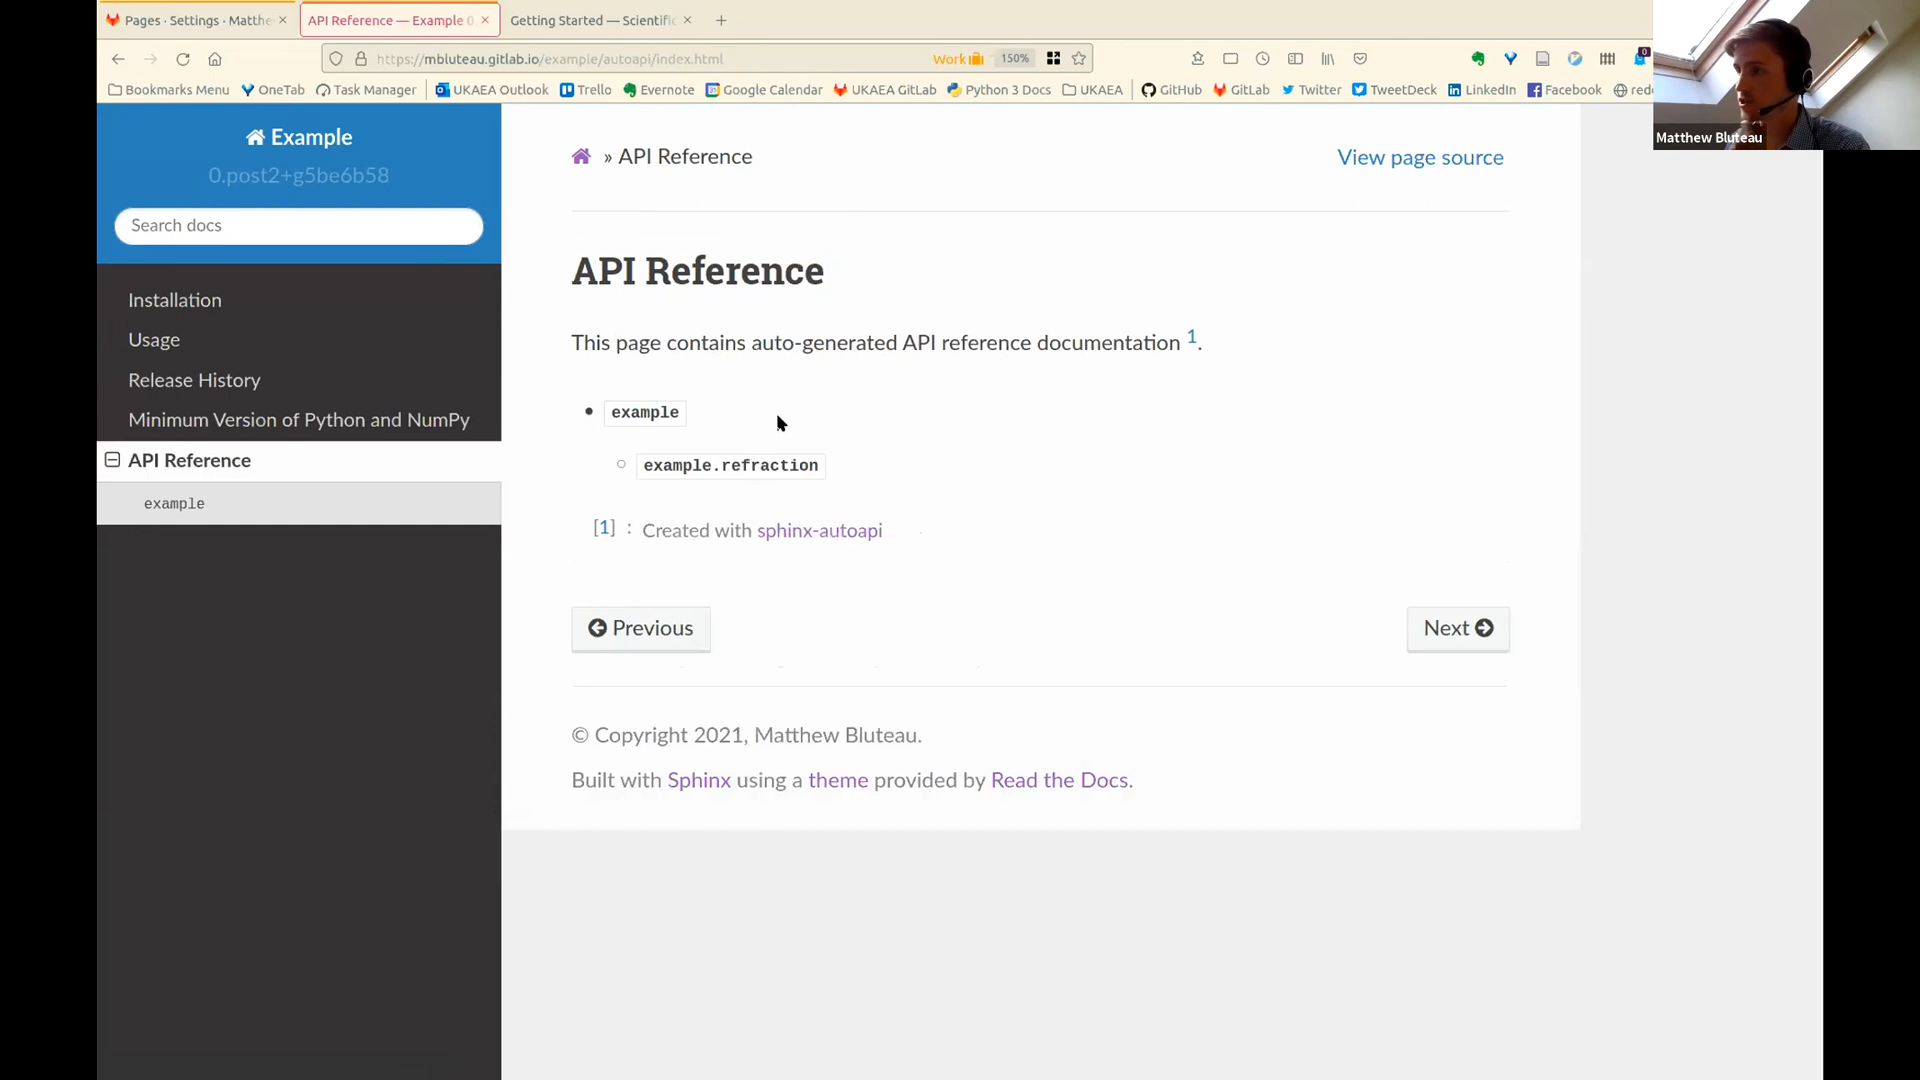 Pages · Settings · Matthe
API Reference — Example 0.
Getting Started — Scientific
https://mbluteau.gitlab.io/example/autoapi/index.html
Work
150%
0
Bookmarks Menu
OneTab
Task Manager
UKAEA Outlook
Trello
Evernote
Google Calendar
UKAEA GitLab
Python 3 Docs
UKAEA
GitHub
GitLab
Twitter
TweetDeck
LinkedIn
Facebook
Matthew Bluteau
Example
0.post2+g5be6b58
Search docs
Installation
Usage
Release History
Minimum Version of Python and NumPy
API Reference
example
» API Reference
View page source
API Reference
This page contains auto-generated API reference documentation 1.
• example
○ example.refraction
[1] : Created with sphinx-autoapi
Previous
Next
© Copyright 2021, Matthew Bluteau.
Built with Sphinx using a theme provided by Read the Docs.